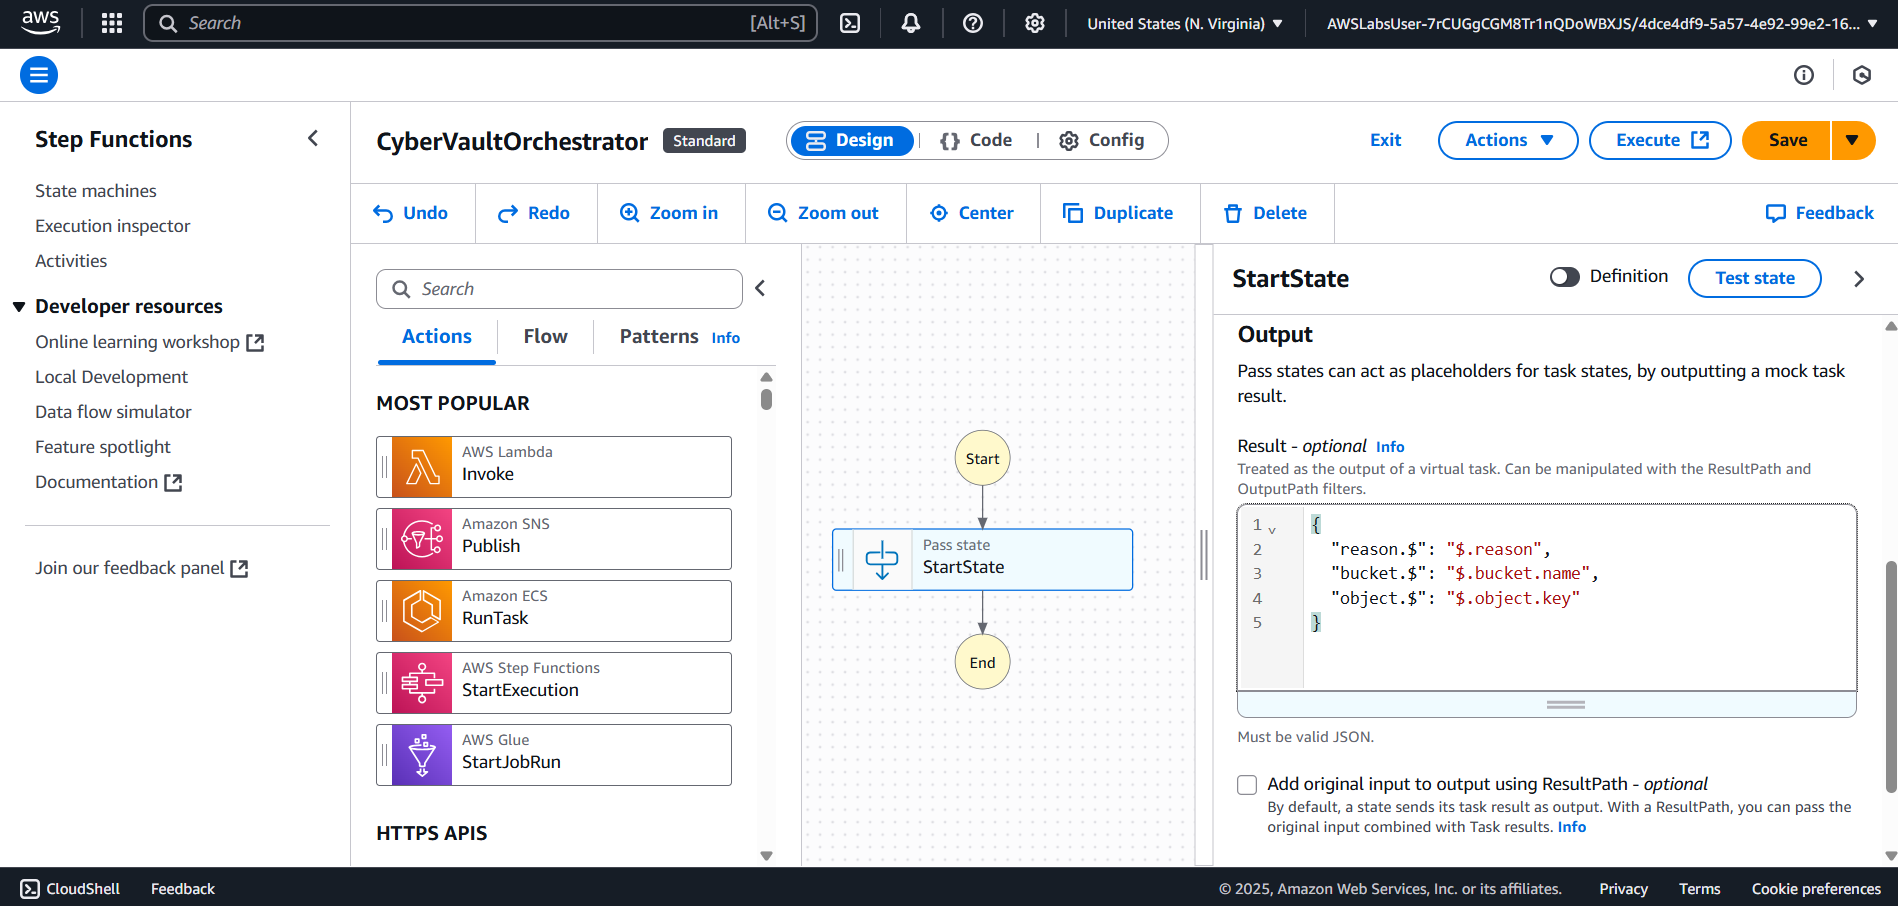 aws
Search
[Alt+S]
United States (N. Virginia)
AWSLabsUser-7rCUGgCGM8Tr1nQDoWBXJS/4dce4df9-5a57-4e92-99e2-16...
Step Functions
State machines
Execution inspector
Activities
Developer resources
Online learning workshop
Local Development
Data flow simulator
Feature spotlight
Documentation
Join our feedback panel
CyberVaultOrchestrator
Standard
Design
{} Code
Config
Exit
Actions
Execute
Save
Undo
Redo
Zoom in
Zoom out
Center
Duplicate
Delete
Feedback
Search
Actions
Flow
Patterns
Info
MOST POPULAR
AWS Lambda
Invoke
Amazon SNS
Publish
Amazon ECS
RunTask
AWS Step Functions
StartExecution
AWS Glue
StartJobRun
HTTPS APIS
Start
Pass state
StartState
End
StartState
Definition
Test state
Output
Pass states can act as placeholders for task states, by outputting a mock task
result.
Result - optional Info
Treated as the output of a virtual task. Can be manipulated with the ResultPath and
OutputPath filters.
1 {
2 "reason.$": "$.reason",
3 "bucket.$": "$.bucket.name",
4 "object.$": "$.object.key"
5 }
Must be valid JSON.
Add original input to output using ResultPath - optional
By default, a state sends its task result as output. With a ResultPath, you can pass the
original input combined with Task results. Info
CloudShell
Feedback
© 2025, Amazon Web Services, Inc. or its affiliates.
Privacy
Terms
Cookie preferences